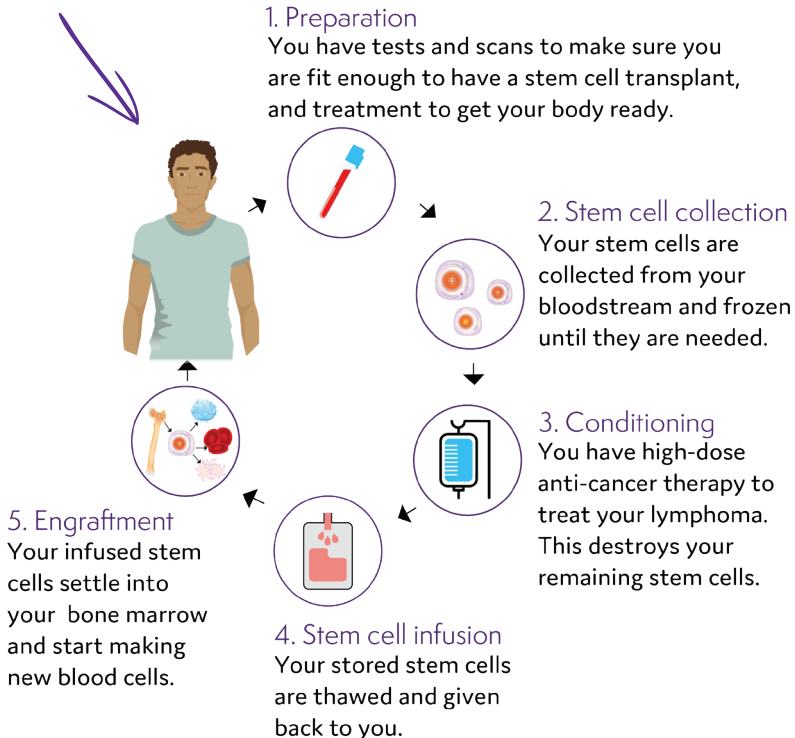 1. Preparation
You have tests and scans to make sure you
are fit enough to have a stem cell transplant,
and treatment to get your body ready.
2. Stem cell collection
Your stem cells are
collected from your
bloodstream and frozen
until they are needed.
3. Conditioning
You have high-dose
anti-cancer therapy to
treat your lymphoma.
This destroys your
remaining stem cells.
4. Stem cell infusion
Your stored stem cells
are thawed and given
back to you.
5. Engraftment
Your infused stem
cells settle into
your bone marrow
and start making
new blood cells.